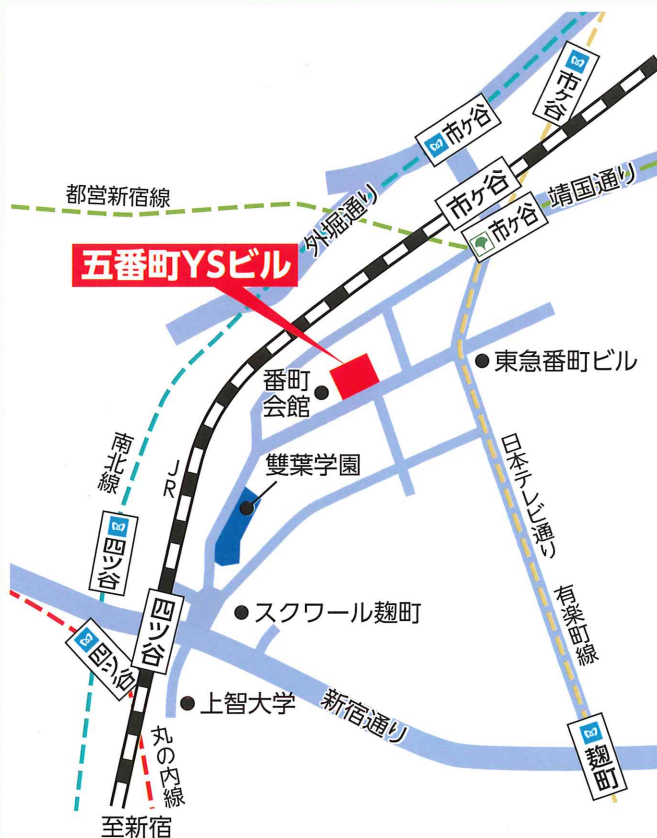 市ヶ谷
市ヶ谷
市ヶ谷
都営新宿線
外堀通り
靖国通り
市ヶ谷
五番町YSビル
東急番町ビル
番町
会館
南北線
JR
雙葉学園
日本テレビ通り
四ツ谷
四ツ谷
スクワール麹町
有楽町線
四ツ谷
上智大学
新宿通り
丸の内線
麹町
至新宿